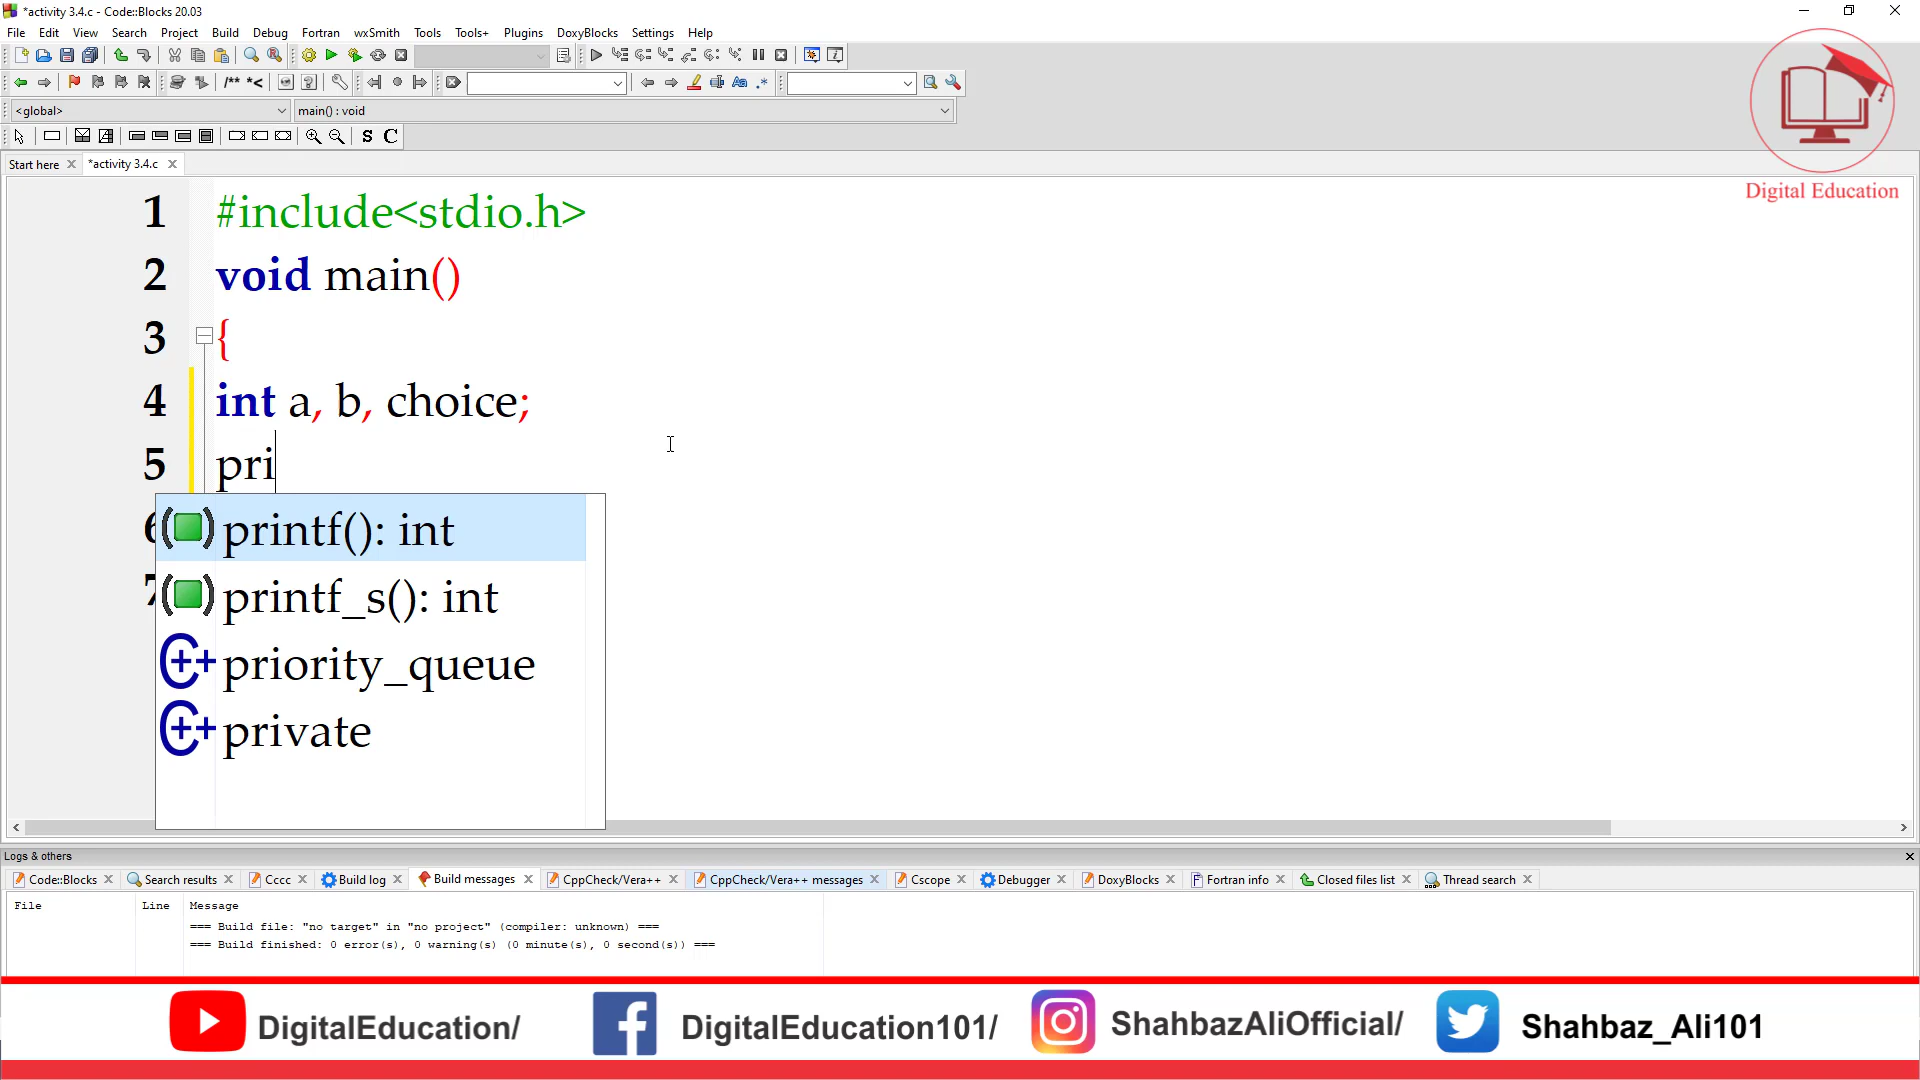 *activity 3.4.c - Code::Blocks 20.03
File Edit View Search Project Build Debug Fortran wxSmith Tools Tools+ Plugins DoxyBlocks Settings Help
/** *<
Aa .*
<global> main() : void
S C
Start here *activity 3.4.c
Digital Education
1 #include<stdio.h>
2 void main()
3 {
4 int a, b, choice;
5 pri
6 printf(): int
7 printf_s(): int
C++ priority_queue
C++ private
Logs & others
Code::Blocks Search results Cccc Build log Build messages CppCheck/Vera++ CppCheck/Vera++ messages Cscope Debugger DoxyBlocks Fortran info Closed files list Thread search
File Line Message
=== Build file: "no target" in "no project" (compiler: unknown) ===
=== Build finished: 0 error(s), 0 warning(s) (0 minute(s), 0 second(s)) ===
DigitalEducation/ DigitalEducation101/ ShahbazAliOfficial/ Shahbaz_Ali101